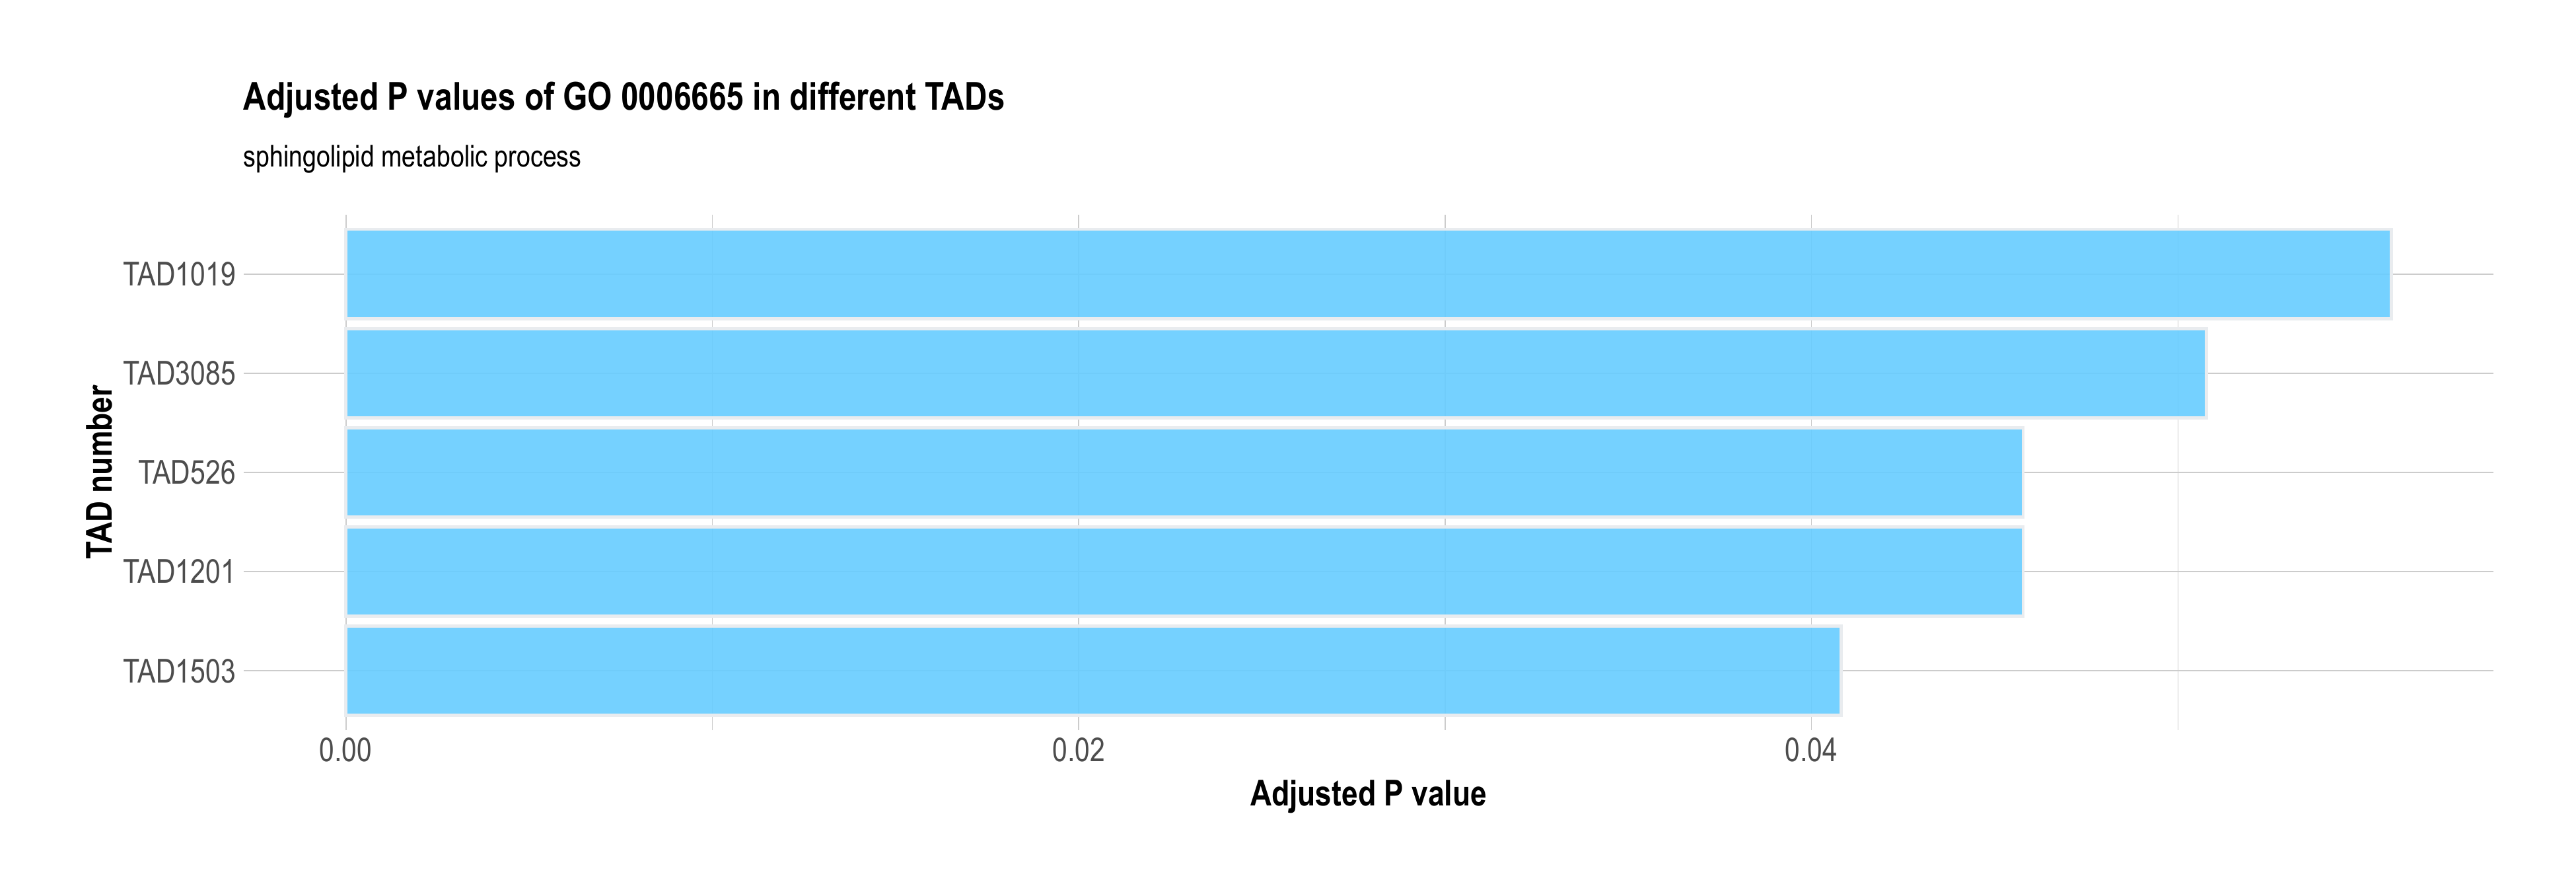 Adjusted P values of GO 0006665 in different TADs
sphingolipid metabolic process
TAD number
TAD1019
TAD3085
TAD526
TAD1201
TAD1503
0.00
0.02
0.04
Adjusted P value